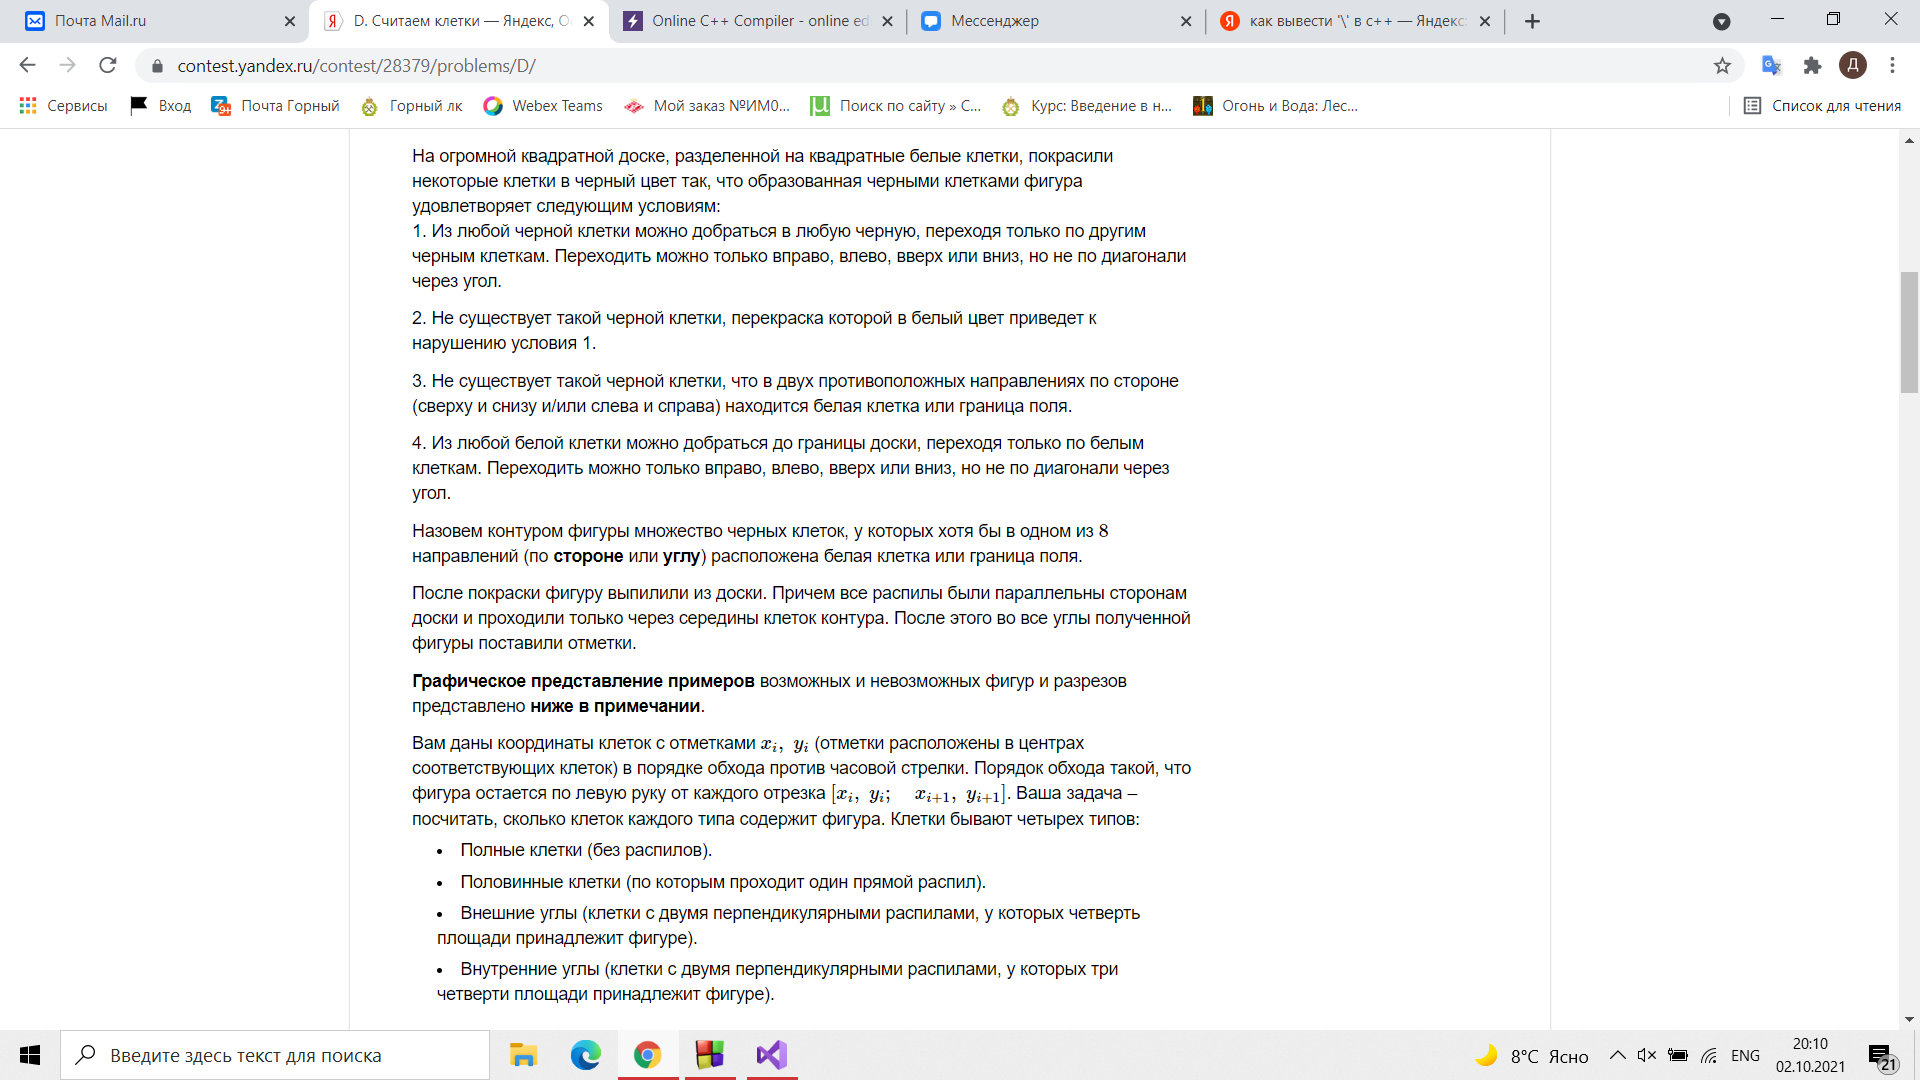 Почта Mail.ru
D. Считаем клетки — Яндекс, О
Online C++ Compiler - online ed
Мессенджер
как вывести '\' в c++ — Яндекс:
contest.yandex.ru/contest/28379/problems/D/
Д
Сервисы
Вход
Почта Горный
Горный лк
Webex Teams
Мой заказ №ИМ0...
Поиск по сайту » С...
Курс: Введение в н...
Огонь и Вода: Лес...
Список для чтения
На огромной квадратной доске, разделенной на квадратные белые клетки, покрасили
некоторые клетки в черный цвет так, что образованная черными клетками фигура
удовлетворяет следующим условиям:
1. Из любой черной клетки можно добраться в любую черную, переходя только по другим
черным клеткам. Переходить можно только вправо, влево, вверх или вниз, но не по диагонали
через угол.
2. Не существует такой черной клетки, перекраска которой в белый цвет приведет к
нарушению условия 1.
3. Не существует такой черной клетки, что в двух противоположных направлениях по стороне
(сверху и снизу и/или слева и справа) находится белая клетка или граница поля.
4. Из любой белой клетки можно добраться до границы доски, переходя только по белым
клеткам. Переходить можно только вправо, влево, вверх или вниз, но не по диагонали через
угол.
Назовем контуром фигуры множество черных клеток, у которых хотя бы в одном из 8
направлений (по стороне или углу) расположена белая клетка или граница поля.
После покраски фигуру выпилили из доски. Причем все распилы были параллельны сторонам
доски и проходили только через середины клеток контура. После этого во все углы полученной
фигуры поставили отметки.
Графическое представление примеров возможных и невозможных фигур и разрезов
представлено ниже в примечании.
Вам даны координаты клеток с отметками xᵢ, yᵢ (отметки расположены в центрах
соответствующих клеток) в порядке обхода против часовой стрелки. Порядок обхода такой, что
фигура остается по левую руку от каждого отрезка [xᵢ, yᵢ; xᵢ₊₁, yᵢ₊₁]. Ваша задача –
посчитать, сколько клеток каждого типа содержит фигура. Клетки бывают четырех типов:
• Полные клетки (без распилов).
• Половинные клетки (по которым проходит один прямой распил).
• Внешние углы (клетки с двумя перпендикулярными распилами, у которых четверть
площади принадлежит фигуре).
• Внутренние углы (клетки с двумя перпендикулярными распилами, у которых три
четверти площади принадлежит фигуре).
Введите здесь текст для поиска
8°C Ясно
ENG
20:10
02.10.2021
21